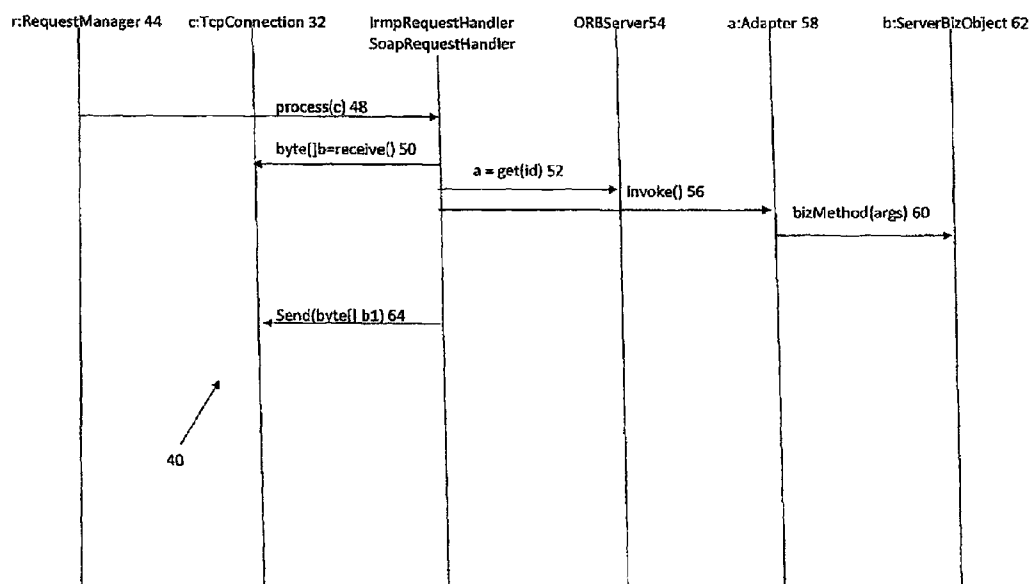 r:RequestManager 44 c:TcpConnection 32 IrmpRequestHandler ORBServer54 a:Adapter 58 b:ServerBizObject 62
SoapRequestHandler
process(c) 48
byte[]b=receive() 50
a = get(id) 52
invoke() 56
bizMethod(args) 60
Send(byte[] b1) 64
40